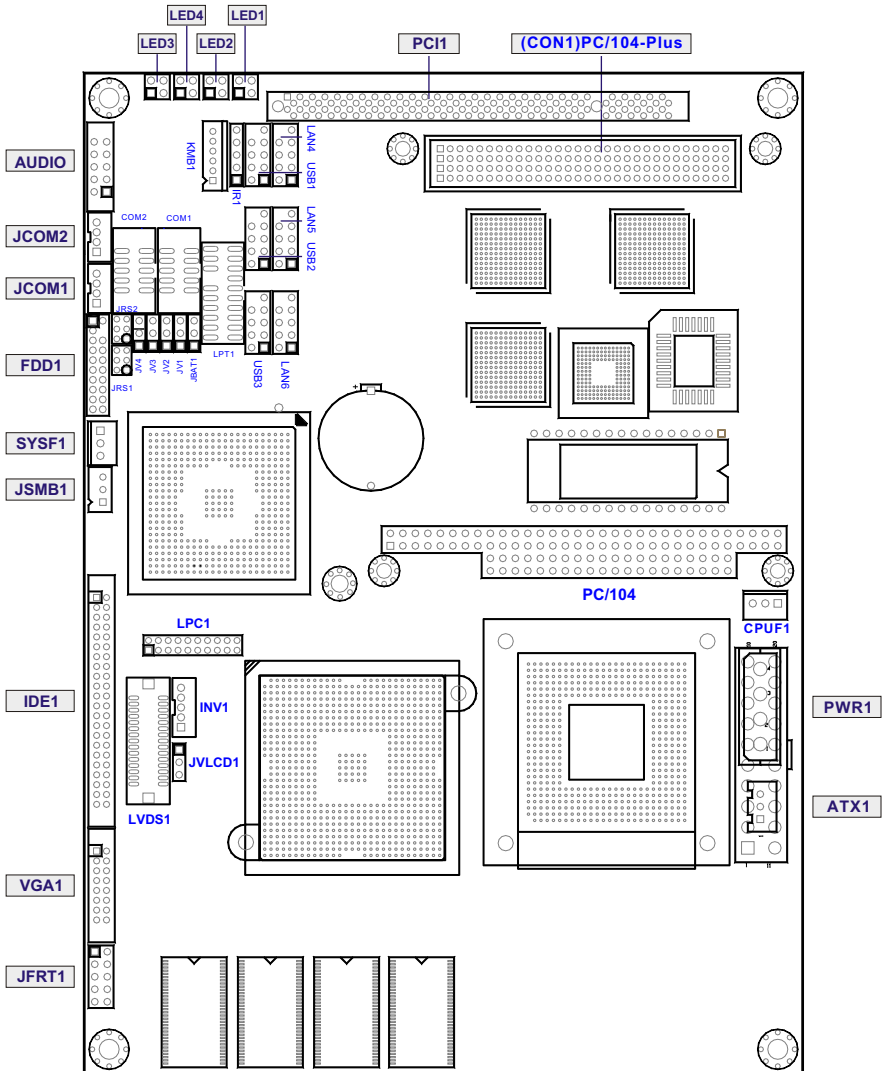 LED4
LED1
LED3
LED2
PCI1
(CON1)PC/104-Plus
AUDIO
KMB1
IR1
LAN4
USB1
JCOM2
COM2
COM1
LAN5
USB2
JCOM1
JRS2
FDD1
JV4
JV3
JV2
JV1
JBAT1
LPT1
USB3
LAN6
JRS1
+
SYSF1
JSMB1
PC/104
CPUF1
LPC1
IDE1
INV1
PWR1
JVLCD1
ATX1
LVDS1
VGA1
JFRT1